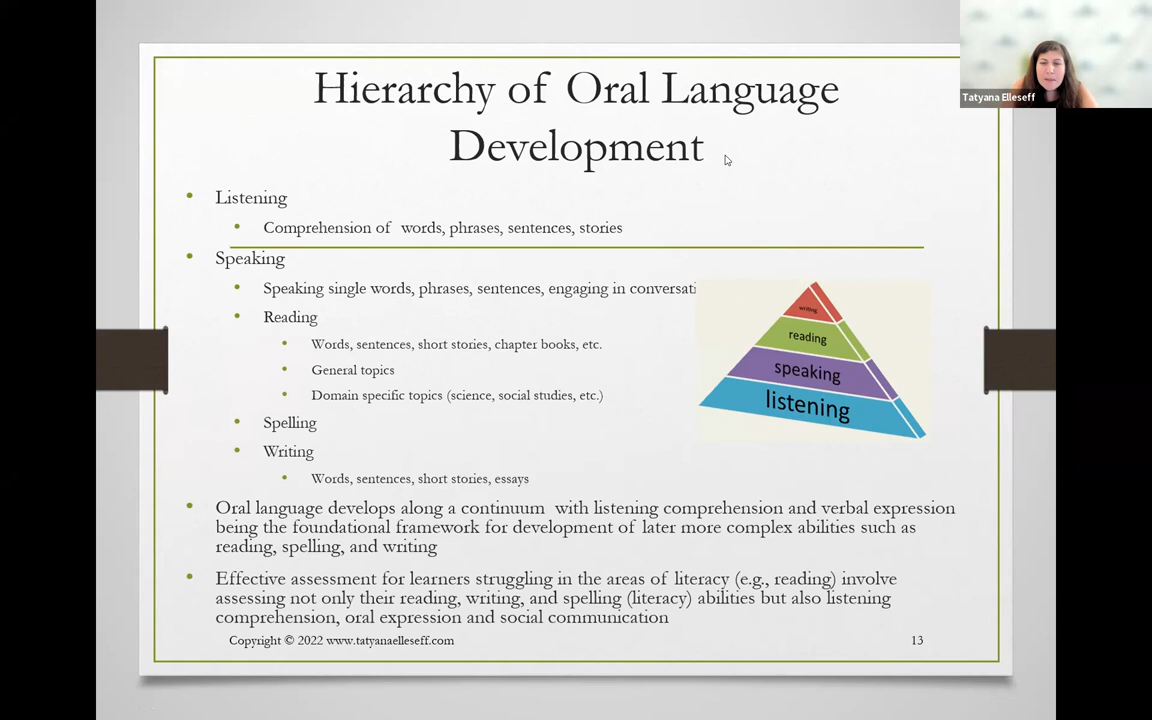 Hierarchy of Oral Language
Development
Tatyana Elleseff
Listening
Comprehension of words, phrases, sentences, stories
Speaking
Speaking single words, phrases, sentences, engaging in conversati
Reading
Words, sentences, short stories, chapter books, etc.
General topics
Domain specific topics (science, social studies, etc.)
Spelling
Writing
Words, sentences, short stories, essays
writing
reading
speaking
listening
Oral language develops along a continuum with listening comprehension and verbal expression
being the foundational framework for development of later more complex abilities such as
reading, spelling, and writing
Effective assessment for learners struggling in the areas of literacy (e.g., reading) involve
assessing not only their reading, writing, and spelling (literacy) abilities but also listening
comprehension, oral expression and social communication
Copyright © 2022 www.tatyanaelleseff.com
13